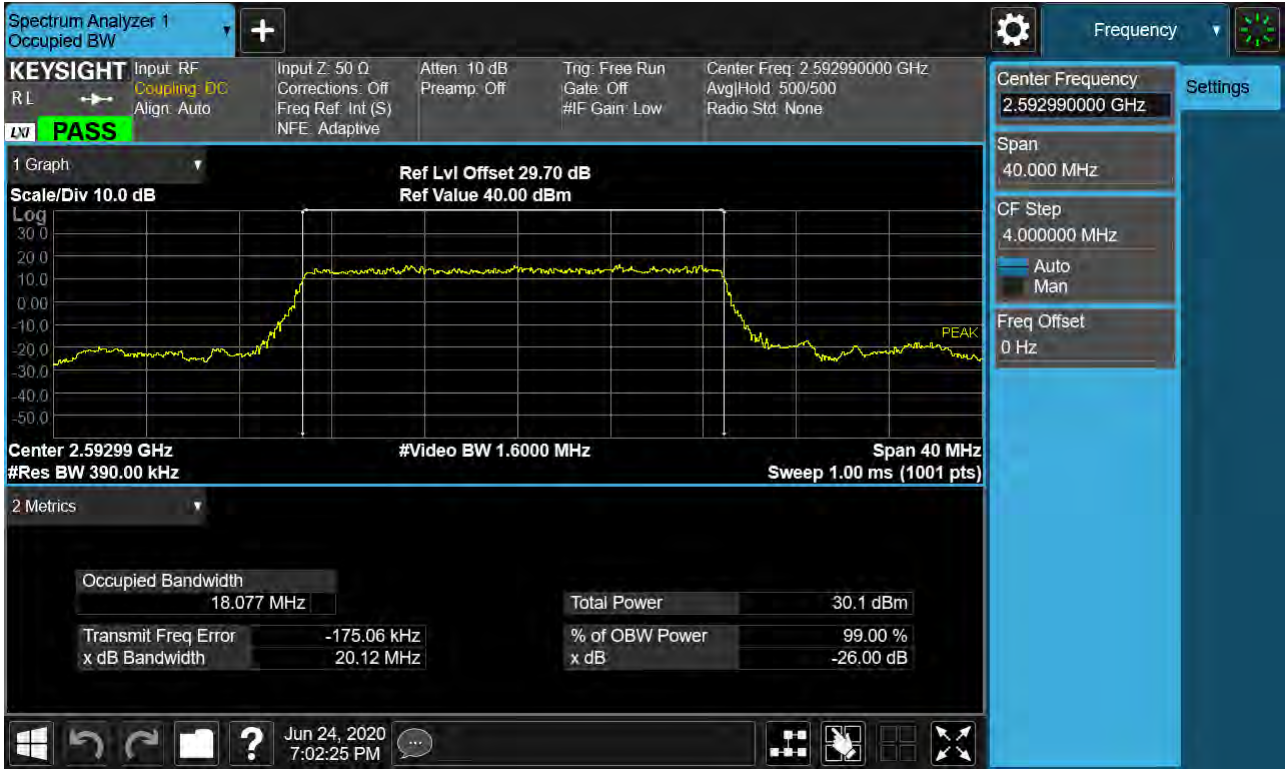 Spectrum Analyzer 1
Occupied BW
Frequency
KEYSIGHT
Input: RF
Input Z: 50 Ω
Atten: 10 dB
Trig: Free Run
Center Freq: 2.592990000 GHz
R L
Coupling: DC
Corrections: Off
Preamp: Off
Gate: Off
Avg|Hold: 500/500
Align: Auto
Freq Ref: Int (S)
#IF Gain: Low
Radio Std: None
LXI
PASS
NFE: Adaptive
Center Frequency
2.592990000 GHz
Settings
Span
40.000 MHz
CF Step
4.000000 MHz
Auto
Man
Freq Offset
0 Hz
1 Graph
Ref Lvl Offset 29.70 dB
Scale/Div 10.0 dB
Ref Value 40.00 dBm
Log
30.0
20.0
10.0
0.00
-10.0
PEAK
-20.0
-30.0
-40.0
-50.0
Center 2.59299 GHz
#Video BW 1.6000 MHz
Span 40 MHz
#Res BW 390.00 kHz
Sweep 1.00 ms (1001 pts)
2 Metrics
Occupied Bandwidth
18.077 MHz
Total Power
30.1 dBm
Transmit Freq Error
-175.06 kHz
% of OBW Power
99.00 %
x dB Bandwidth
20.12 MHz
x dB
-26.00 dB
?
Jun 24, 2020
7:02:25 PM